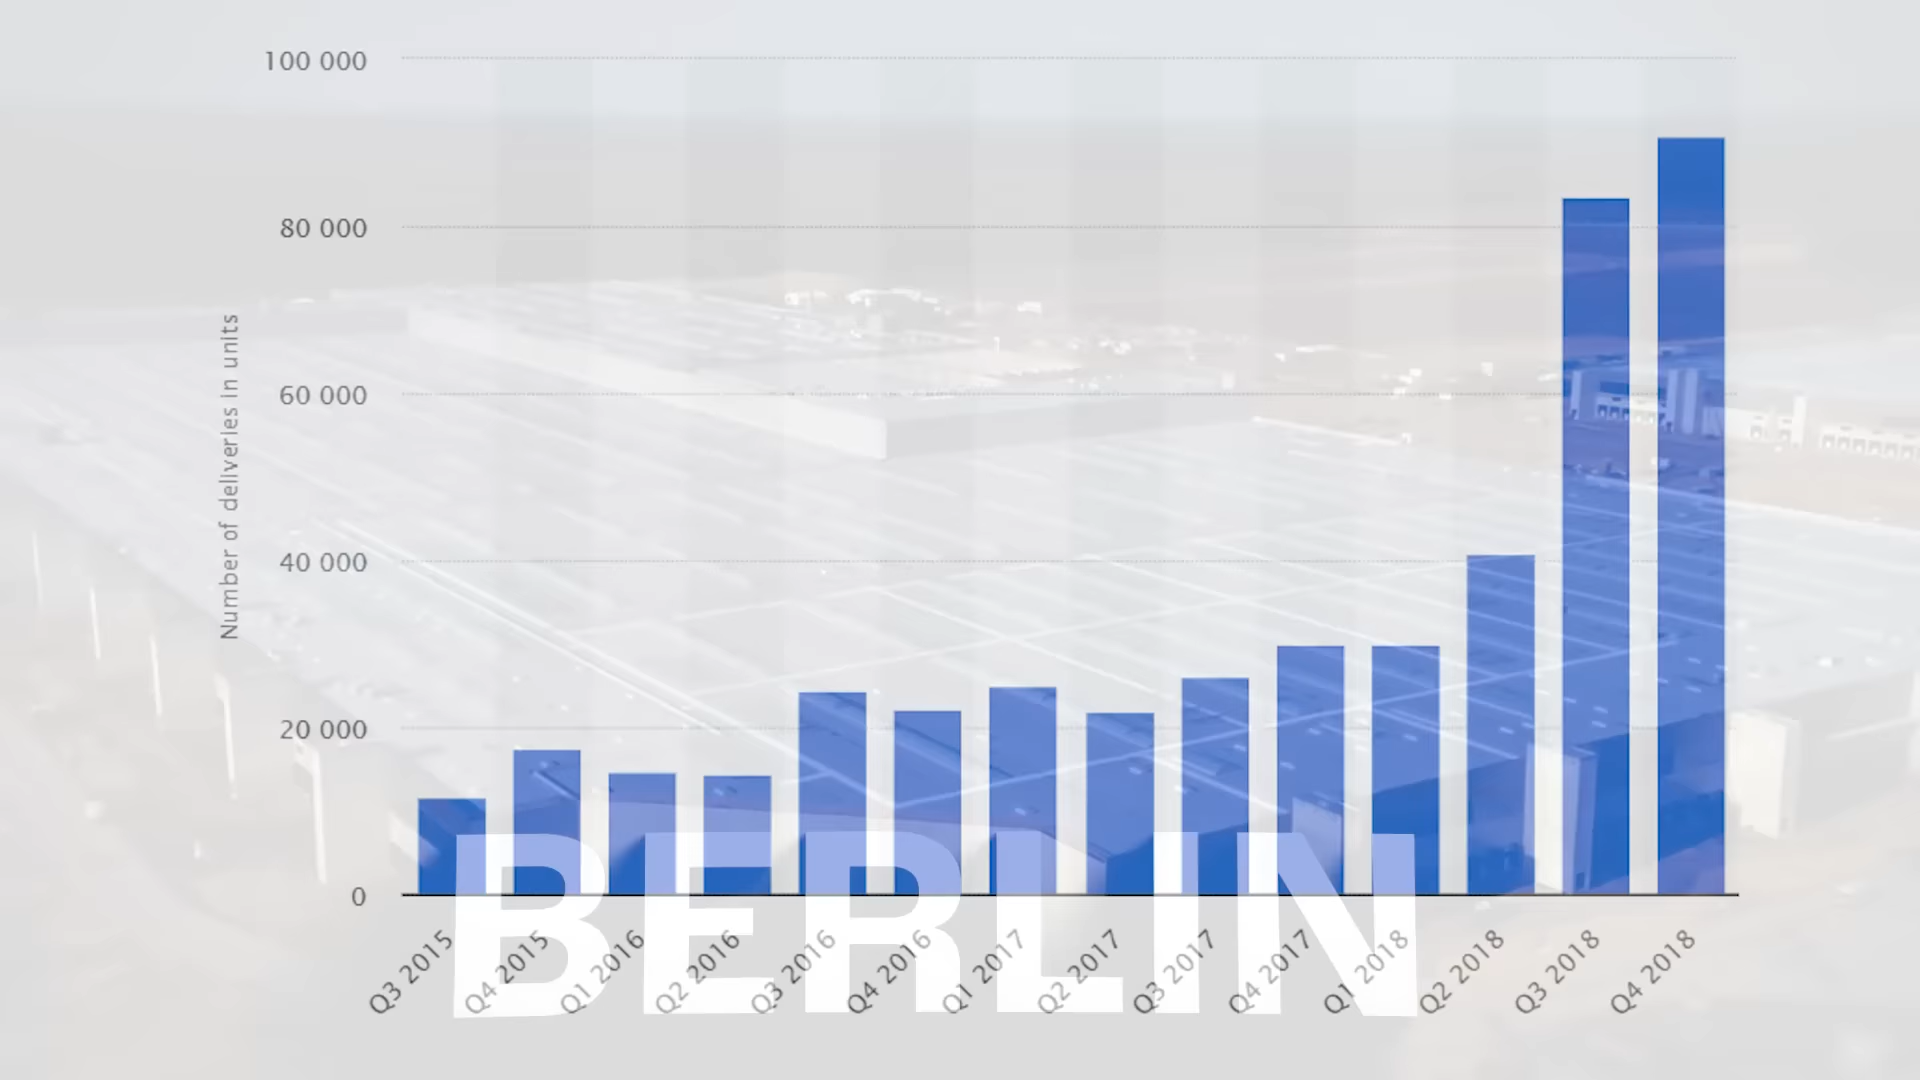 100 000
80 000
60 000
40 000
20 000
0
Number of deliveries in units
BERLIN
Q3 2015
Q4 2015
Q1 2016
Q2 2016
Q3 2016
Q4 2016
Q1 2017
Q2 2017
Q3 2017
Q4 2017
Q1 2018
Q2 2018
Q3 2018
Q4 2018